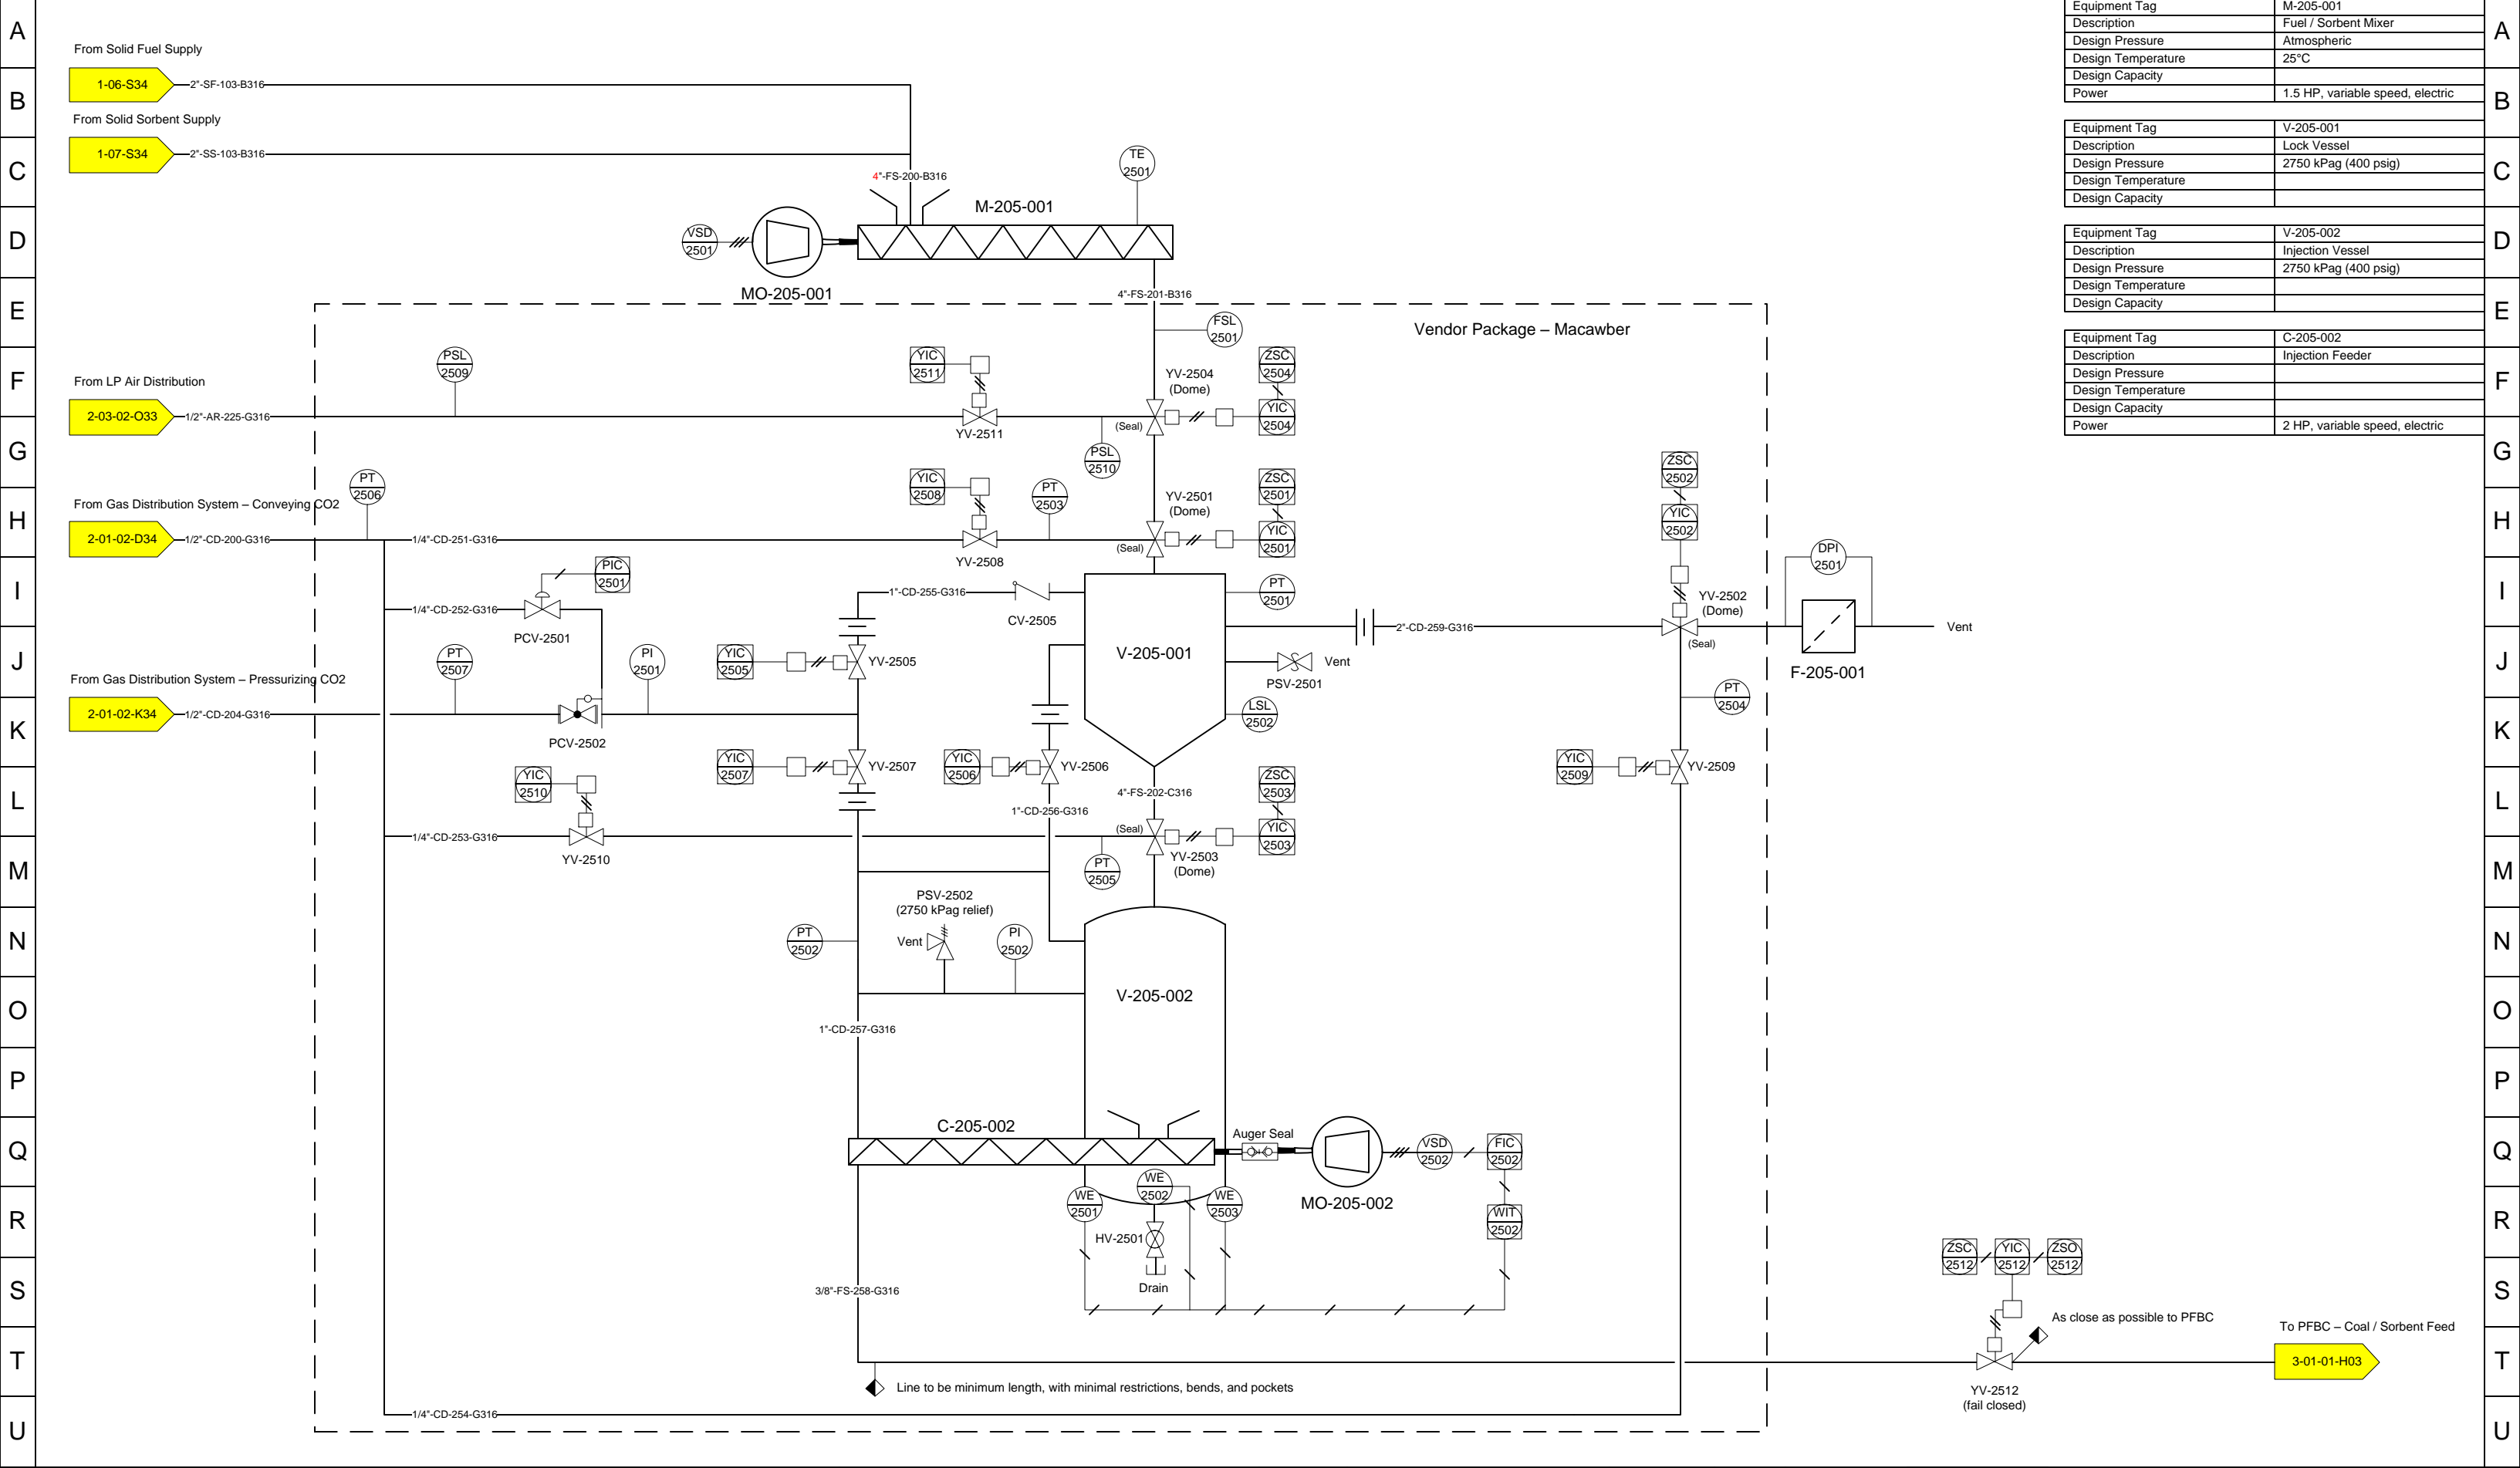 A
B
C
D
E
F
G
H
I
J
K
L
M
N
O
P
Q
R
S
T
U
From Solid Fuel Supply
1-06-S34
2"-SF-103-B316
From Solid Sorbent Supply
1-07-S34
2"-SS-103-B316
4"-FS-200-B316
TE
2501
M-205-001
VSD
2501
MO-205-001
4"-FS-201-B316
FSL
2501
Vendor Package – Macawber
From LP Air Distribution
2-03-02-O33
1/2"-AR-225-G316
PSL
2509
YIC
2511
YV-2511
PSL
2510
YV-2504
(Dome)
(Seal)
ZSC
2504
YIC
2504
From Gas Distribution System – Conveying CO2
2-01-02-D34
1/2"-CD-200-G316
PT
2506
1/4"-CD-251-G316
YIC
2508
YV-2508
PT
2503
YV-2501
(Dome)
(Seal)
ZSC
2501
YIC
2501
ZSC
2502
YIC
2502
YV-2502
(Dome)
(Seal)
DPI
2501
Vent
F-205-001
PIC
2501
1/4"-CD-252-G316
PCV-2501
1"-CD-255-G316
CV-2505
PT
2501
2"-CD-259-G316
V-205-001
Vent
PSV-2501
LSL
2502
PT
2504
From Gas Distribution System – Pressurizing CO2
2-01-02-K34
1/2"-CD-204-G316
PT
2507
PCV-2502
PI
2501
YIC
2505
YV-2505
YIC
2507
YV-2507
YIC
2506
YV-2506
YIC
2509
YV-2509
YIC
2510
1/4"-CD-253-G316
YV-2510
1"-CD-256-G316
4"-FS-202-C316
(Seal)
ZSC
2503
YIC
2503
YV-2503
(Dome)
PT
2505
PSV-2502
(2750 kPag relief)
Vent
PT
2502
PI
2502
V-205-002
1"-CD-257-G316
C-205-002
Auger Seal
MO-205-002
VSD
2502
FIC
2502
WIT
2502
WE
2501
WE
2502
WE
2503
HV-2501
Drain
3/8"-FS-258-G316
Line to be minimum length, with minimal restrictions, bends, and pockets
1/4"-CD-254-G316
ZSC
2512
YIC
2512
ZSO
2512
As close as possible to PFBC
YV-2512
(fail closed)
To PFBC – Coal / Sorbent Feed
3-01-01-H03
Equipment Tag M-205-001
Description Fuel / Sorbent Mixer
Design Pressure Atmospheric
Design Temperature 25°C
Design Capacity
Power 1.5 HP, variable speed, electric
Equipment Tag V-205-001
Description Lock Vessel
Design Pressure 2750 kPag (400 psig)
Design Temperature
Design Capacity
Equipment Tag V-205-002
Description Injection Vessel
Design Pressure 2750 kPag (400 psig)
Design Temperature
Design Capacity
Equipment Tag C-205-002
Description Injection Feeder
Design Pressure
Design Temperature
Design Capacity
Power 2 HP, variable speed, electric
A
B
C
D
E
F
G
H
I
J
K
L
M
N
O
P
Q
R
S
T
U